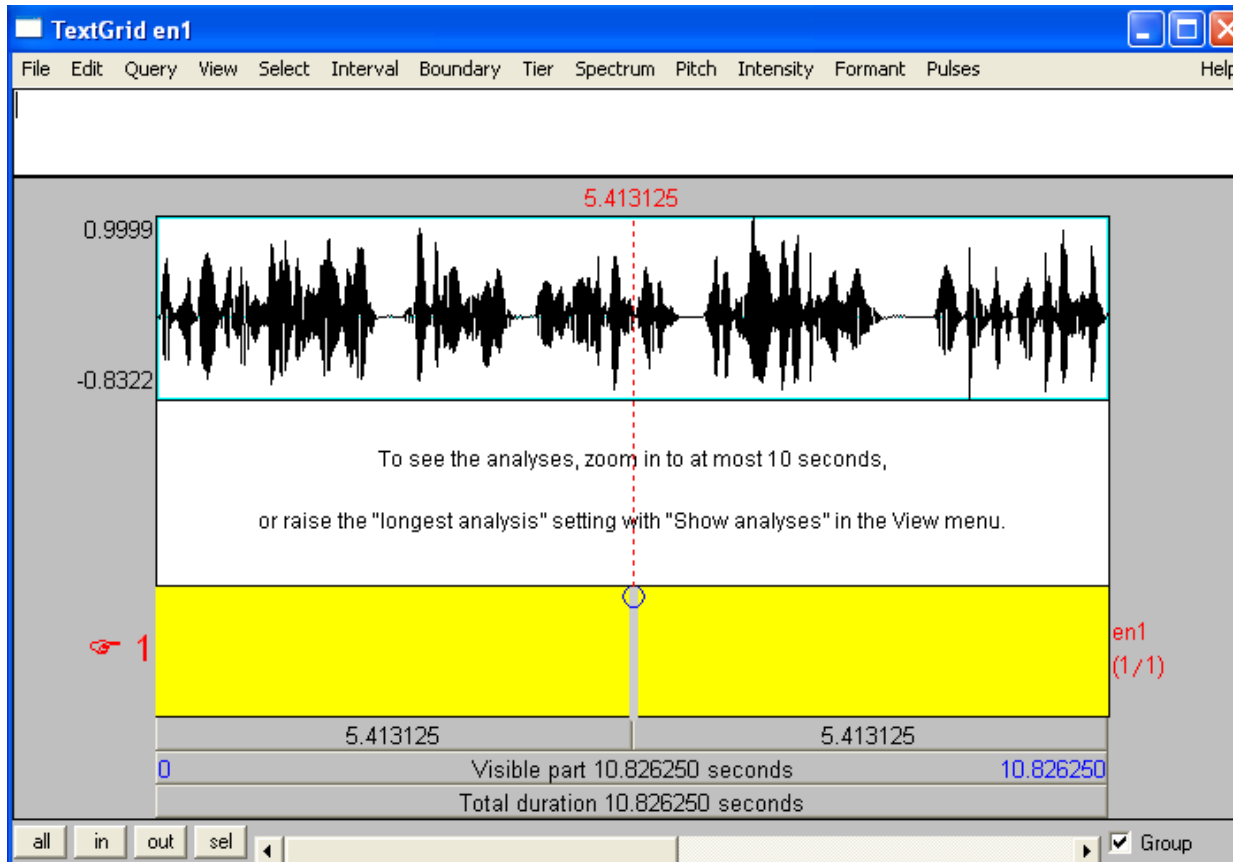 TextGrid en1
File Edit Query View Select Interval Boundary Tier Spectrum Pitch Intensity Formant Pulses Help
5.413125
0.9999
-0.8322
To see the analyses, zoom in to at most 10 seconds,
or raise the "longest analysis" setting with "Show analyses" in the View menu.
1
en1
(1/1)
5.413125 5.413125
0 Visible part 10.826250 seconds 10.826250
Total duration 10.826250 seconds
all in out sel Group